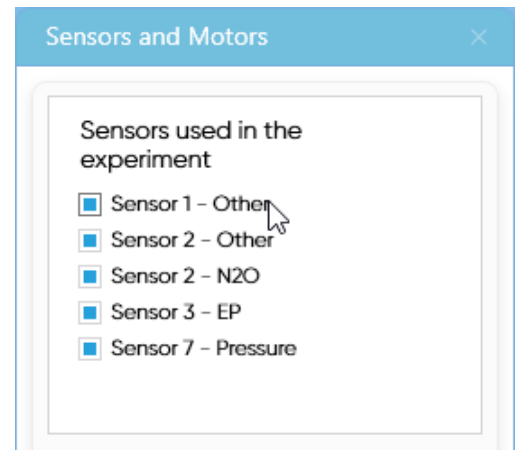 Sensors and Motors
Sensors used in the
experiment
Sensor 1 - Other
Sensor 2 - Other
Sensor 2 - N2O
Sensor 3 - EP
Sensor 7 - Pressure